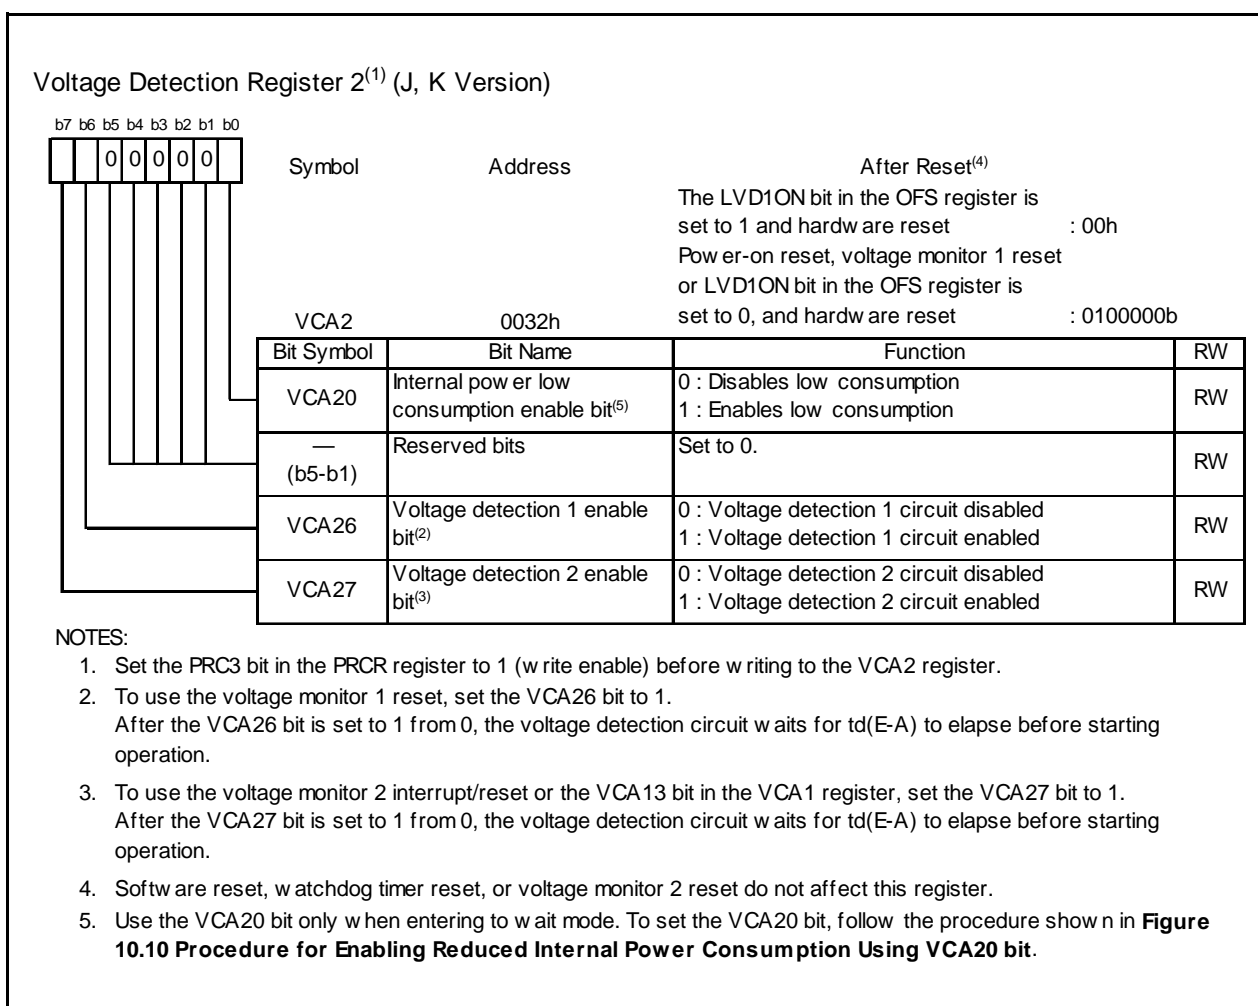 Voltage Detection Register 2(1) (J, K Version)
b7 b6 b5 b4 b3 b2 b1 b0
0 0 0 0 0
Symbol Address After Reset(4)
The LVD1ON bit in the OFS register is
set to 1 and hardware reset : 00h
Power-on reset, voltage monitor 1 reset
or LVD1ON bit in the OFS register is
VCA2 0032h set to 0, and hardware reset : 0100000b
Bit Symbol Bit Name Function RW
VCA20 Internal power low consumption enable bit(5) 0 : Disables low consumption RW
1 : Enables low consumption
— Reserved bits Set to 0. RW
(b5-b1)
VCA26 Voltage detection 1 enable bit(2) 0 : Voltage detection 1 circuit disabled RW
1 : Voltage detection 1 circuit enabled
VCA27 Voltage detection 2 enable bit(3) 0 : Voltage detection 2 circuit disabled RW
1 : Voltage detection 2 circuit enabled
NOTES:
1. Set the PRC3 bit in the PRCR register to 1 (write enable) before writing to the VCA2 register.
2. To use the voltage monitor 1 reset, set the VCA26 bit to 1.
After the VCA26 bit is set to 1 from 0, the voltage detection circuit waits for td(E-A) to elapse before starting
operation.
3. To use the voltage monitor 2 interrupt/reset or the VCA13 bit in the VCA1 register, set the VCA27 bit to 1.
After the VCA27 bit is set to 1 from 0, the voltage detection circuit waits for td(E-A) to elapse before starting
operation.
4. Software reset, watchdog timer reset, or voltage monitor 2 reset do not affect this register.
5. Use the VCA20 bit only when entering to wait mode. To set the VCA20 bit, follow the procedure shown in Figure
10.10 Procedure for Enabling Reduced Internal Power Consumption Using VCA20 bit.